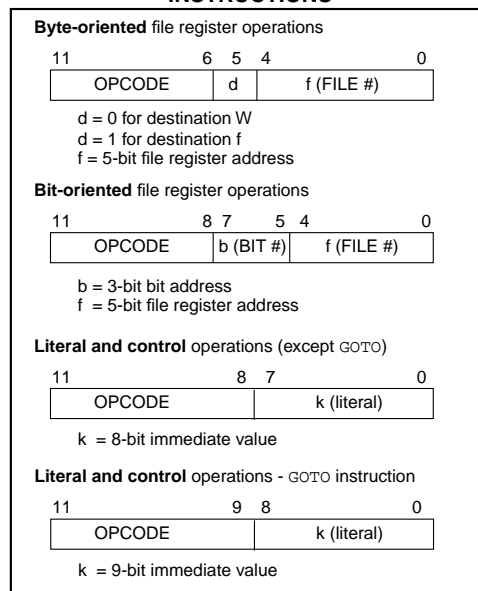 INSTRUCTIONS
Byte-oriented file register operations
11 6 5 4 0
OPCODE d f (FILE #)
d = 0 for destination W
d = 1 for destination f
f = 5-bit file register address
Bit-oriented file register operations
11 8 7 5 4 0
OPCODE b (BIT #) f (FILE #)
b = 3-bit bit address
f = 5-bit file register address
Literal and control operations (except GOTO)
11 8 7 0
OPCODE k (literal)
k = 8-bit immediate value
Literal and control operations - GOTO instruction
11 9 8 0
OPCODE k (literal)
k = 9-bit immediate value